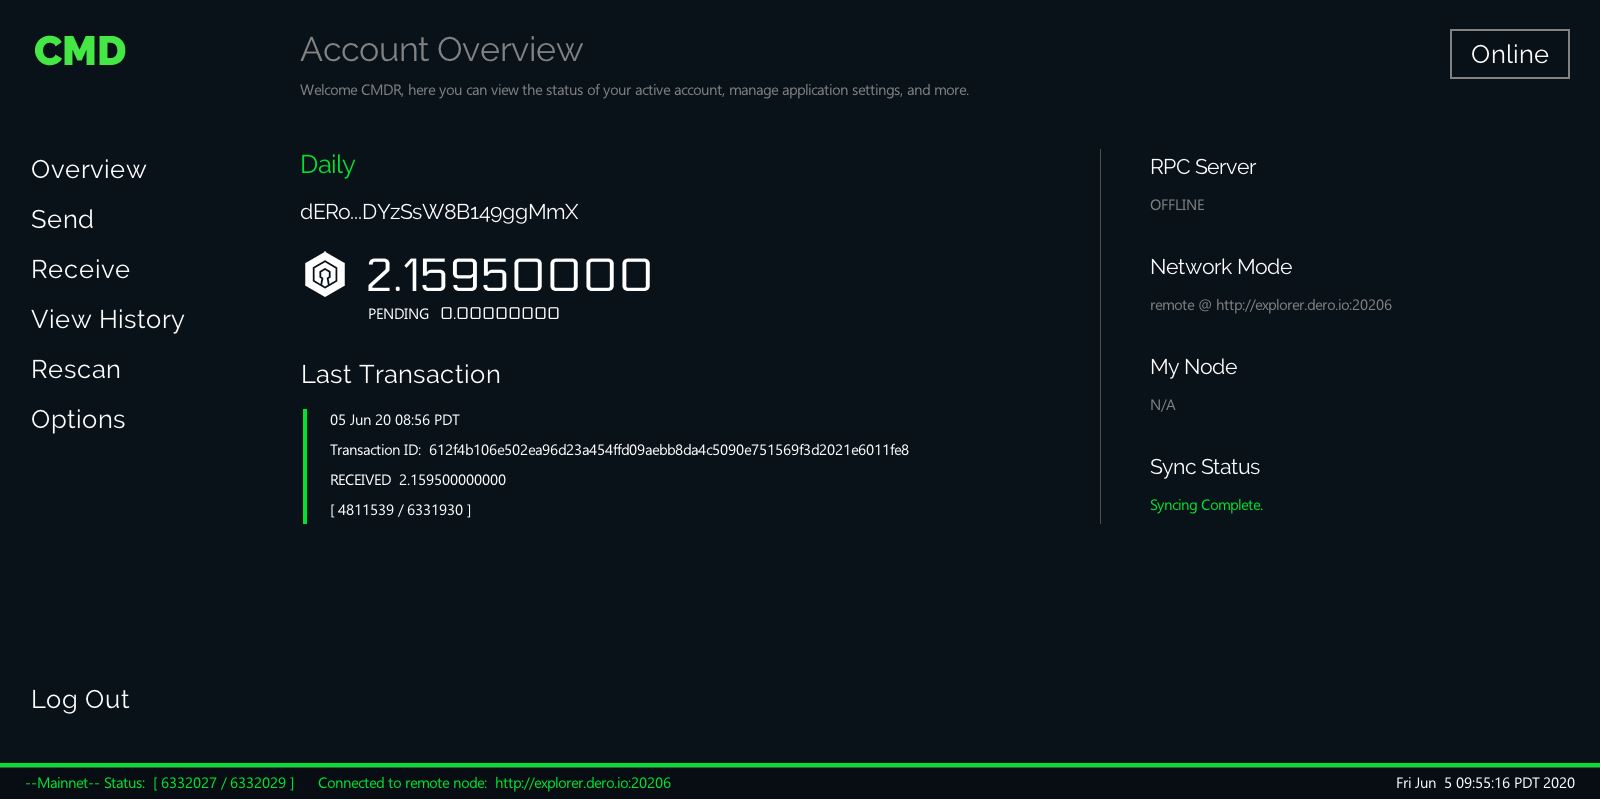 CMD
Account Overview
Welcome CMDR, here you can view the status of your active account, manage application settings, and more.
Online
Overview
Send
Receive
View History
Rescan
Options
Log Out
Daily
dERo...DYzSsW8B149ggMmX
2.15950000
PENDING 0.00000000
Last Transaction
05 Jun 20 08:56 PDT
Transaction ID: 612f4b106e502ea96d23a454ffd09aebb8da4c5090e751569f3d2021e6011fe8
RECEIVED 2.159500000000
[ 4811539 / 6331930 ]
RPC Server
OFFLINE
Network Mode
remote @ http://explorer.dero.io:20206
My Node
N/A
Sync Status
Syncing Complete.
--Mainnet-- Status: [ 6332027 / 6332029 ] Connected to remote node: http://explorer.dero.io:20206
Fri Jun 5 09:55:16 PDT 2020